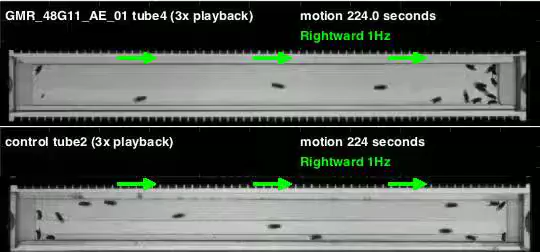 GMR_48G11_AE_01 tube4 (3x playback)
motion 224.0 seconds
Rightward 1Hz
control tube2 (3x playback)
motion 224 seconds
Rightward 1Hz